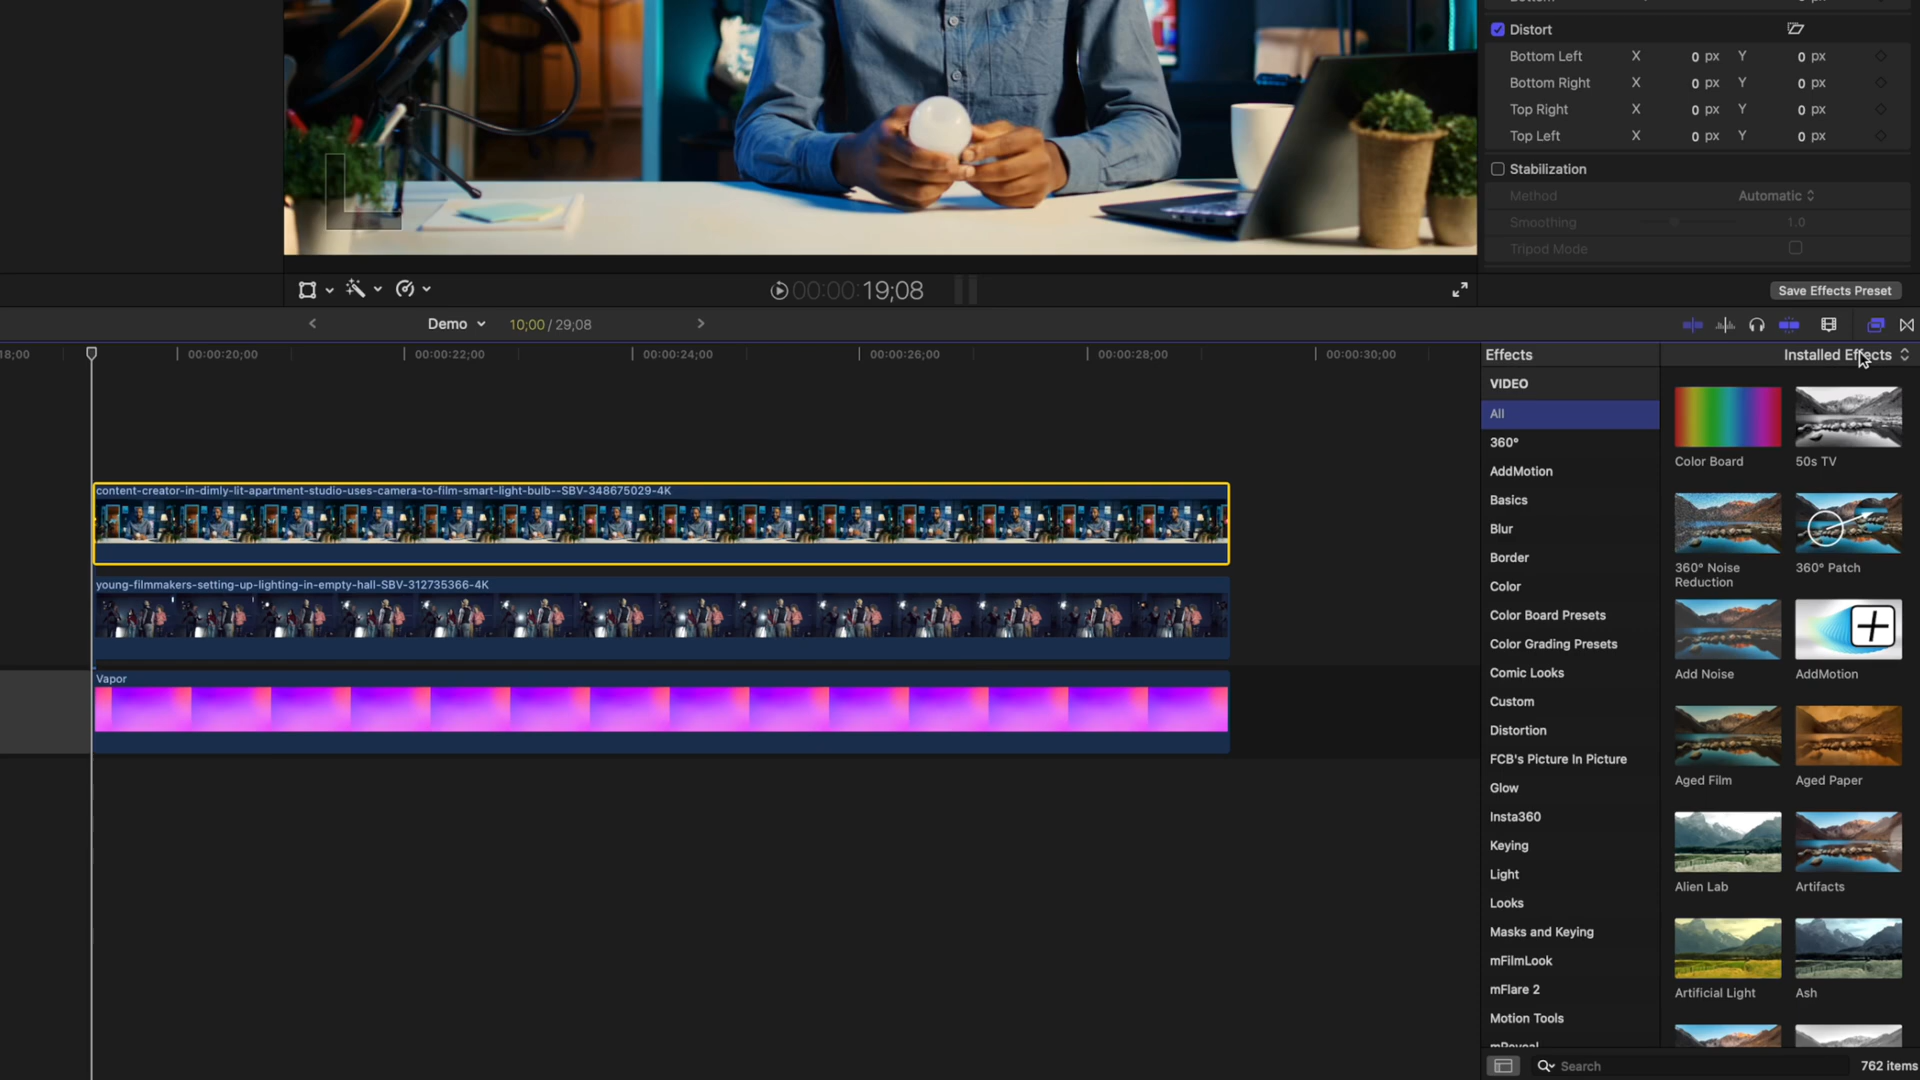 Distort
Bottom Left X 0 px Y 0 px
Bottom Right X 0 px Y 0 px
Top Right X 0 px Y 0 px
Top Left X 0 px Y 0 px
Stabilization
Method Automatic
Smoothing 1.0
Tripod Mode
00:00:19;08
Save Effects Preset
Demo 10;00 / 29;08
18;00 00:00:20;00 00:00:22;00 00:00:24;00 00:00:26;00 00:00:28;00 00:00:30;00
Effects
Installed Effects
VIDEO
All
360°
AddMotion
Basics
Blur
Border
Color
Color Board Presets
Color Grading Presets
Comic Looks
Custom
Distortion
FCB's Picture In Picture
Glow
Insta360
Keying
Light
Looks
Masks and Keying
mFilmLook
mFlare 2
Motion Tools
Color Board
50s TV
360° Noise
Reduction
360° Patch
Add Noise
AddMotion
Aged Film
Aged Paper
Alien Lab
Artifacts
Artificial Light
Ash
content-creator-in-dimly-lit-apartment-studio-uses-camera-to-film-smart-light-bulb--SBV-348675029-4K
young-filmmakers-setting-up-lighting-in-empty-hall-SBV-312735366-4K
Vapor
Search
762 items